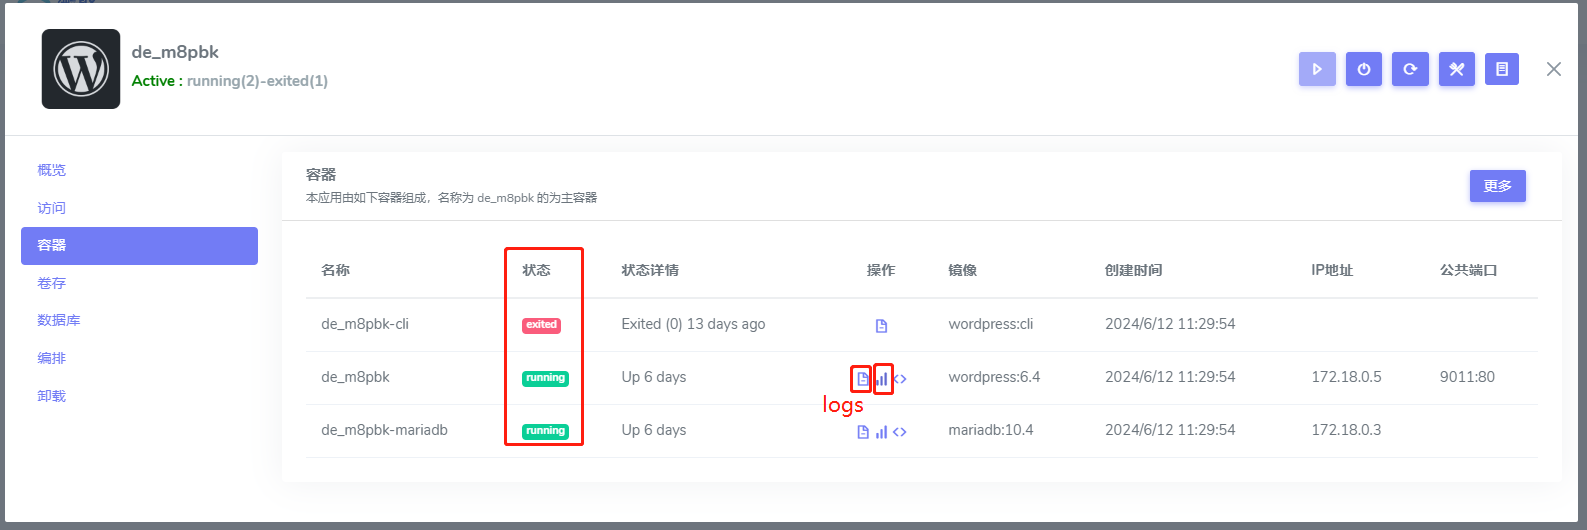 de_m8pbk
Active : running(2)-exited(1)
概览
访问
容器
卷存
数据库
编排
卸载
容器
本应用由如下容器组成，名称为 de_m8pbk 的为主容器
更多
名称 状态 状态详情 操作 镜像 创建时间 IP地址 公共端口
de_m8pbk-cli exited Exited (0) 13 days ago wordpress:cli 2024/6/12 11:29:54
de_m8pbk running Up 6 days wordpress:6.4 2024/6/12 11:29:54 172.18.0.5 9011:80
logs
de_m8pbk-mariadb running Up 6 days mariadb:10.4 2024/6/12 11:29:54 172.18.0.3